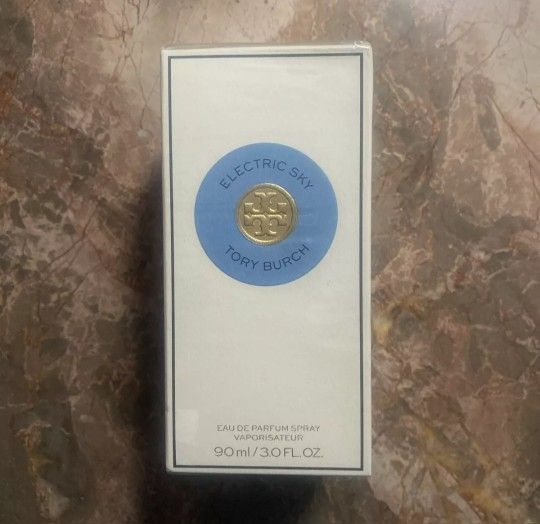 ELECTRIC SKY
TORY BURCH
EAU DE PARFUM SPRAY
VAPORISATEUR
90 ml / 3.0 FL.OZ.